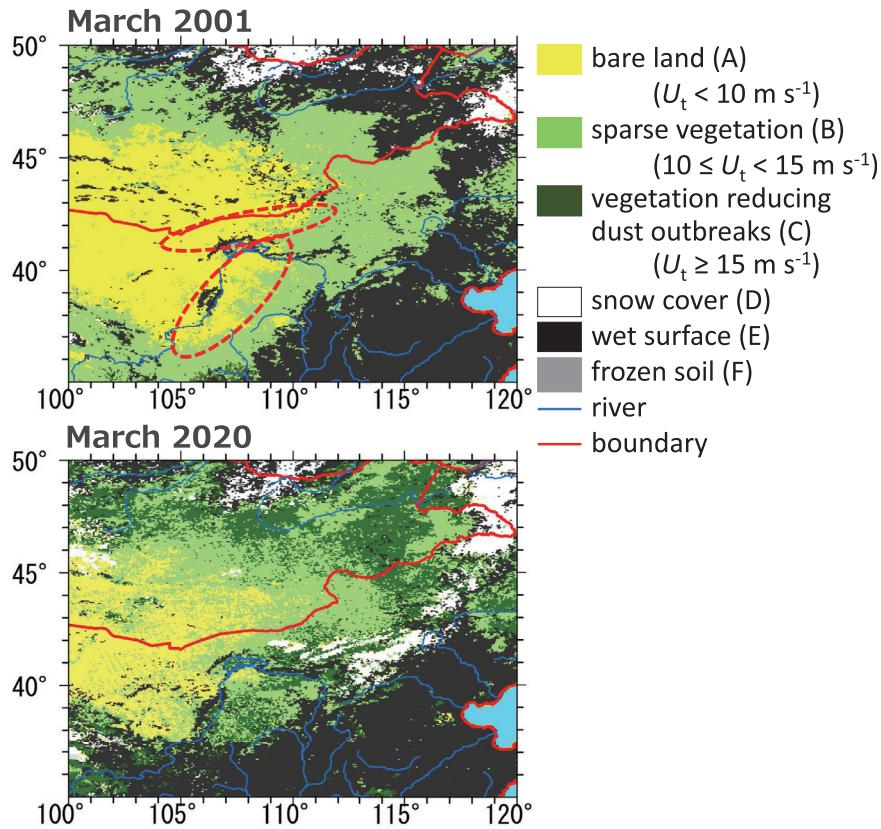 March 2001
50°
45°
40°
100° 105° 110° 115° 120°
bare land (A)
(Ut < 10 m s-1)
sparse vegetation (B)
(10 ≤ Ut < 15 m s-1)
vegetation reducing
dust outbreaks (C)
(Ut ≥ 15 m s-1)
snow cover (D)
wet surface (E)
frozen soil (F)
river
boundary
March 2020
50°
45°
40°
100° 105° 110° 115° 120°